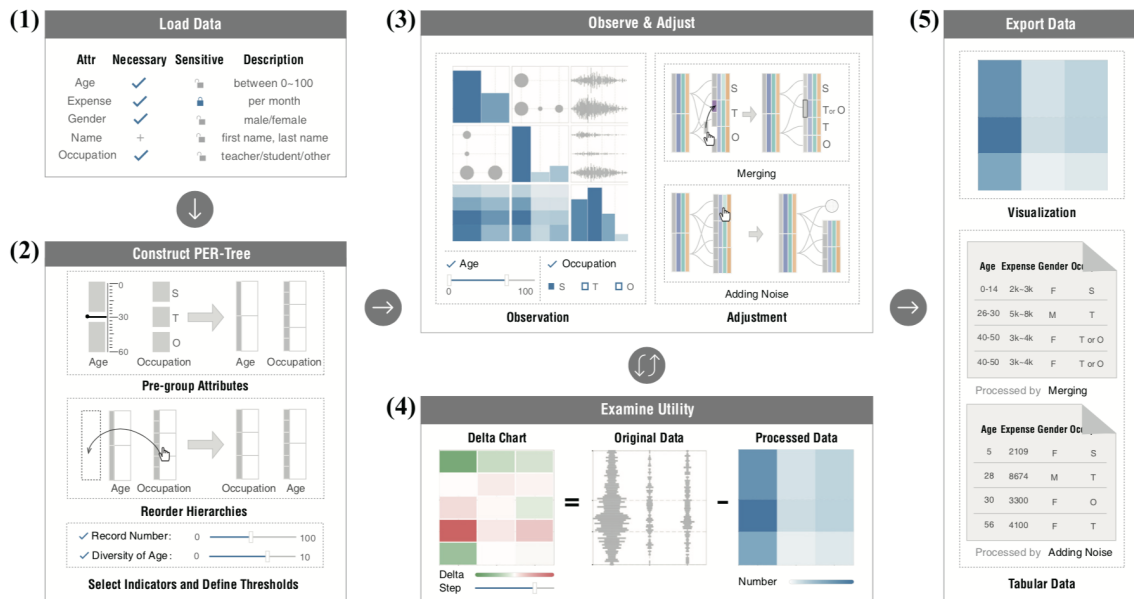 (1)
Load Data
Attr Necessary Sensitive Description
Age between 0~100
Expense per month
Gender male/female
Name + first name, last name
Occupation teacher/student/other
(2)
Construct PER-Tree
0
30
60
S
T
O
Age Occupation Age Occupation
Pre-group Attributes
Age Occupation Occupation Age
Reorder Hierarchies
Record Number: 0 100
Diversity of Age: 0 10
Select Indicators and Define Thresholds
(3)
Observe & Adjust
Age
0 100
Occupation
S T O
Observation
S
T
O
S
T or O
T
O
Merging
Adding Noise
Adjustment
(4)
Examine Utility
Delta Chart Original Data Processed Data
= -
Delta
Step
Number
(5)
Export Data
Visualization
Age Expense Gender Occ
0-14 2k~3k F S
26-30 5k~8k M T
40-50 3k~4k F T or O
40-50 3k~4k F T or O
Processed by Merging
Age Expense Gender Occ
5 2109 F S
28 8674 M T
30 3300 F O
56 4100 F T
Processed by Adding Noise
Tabular Data